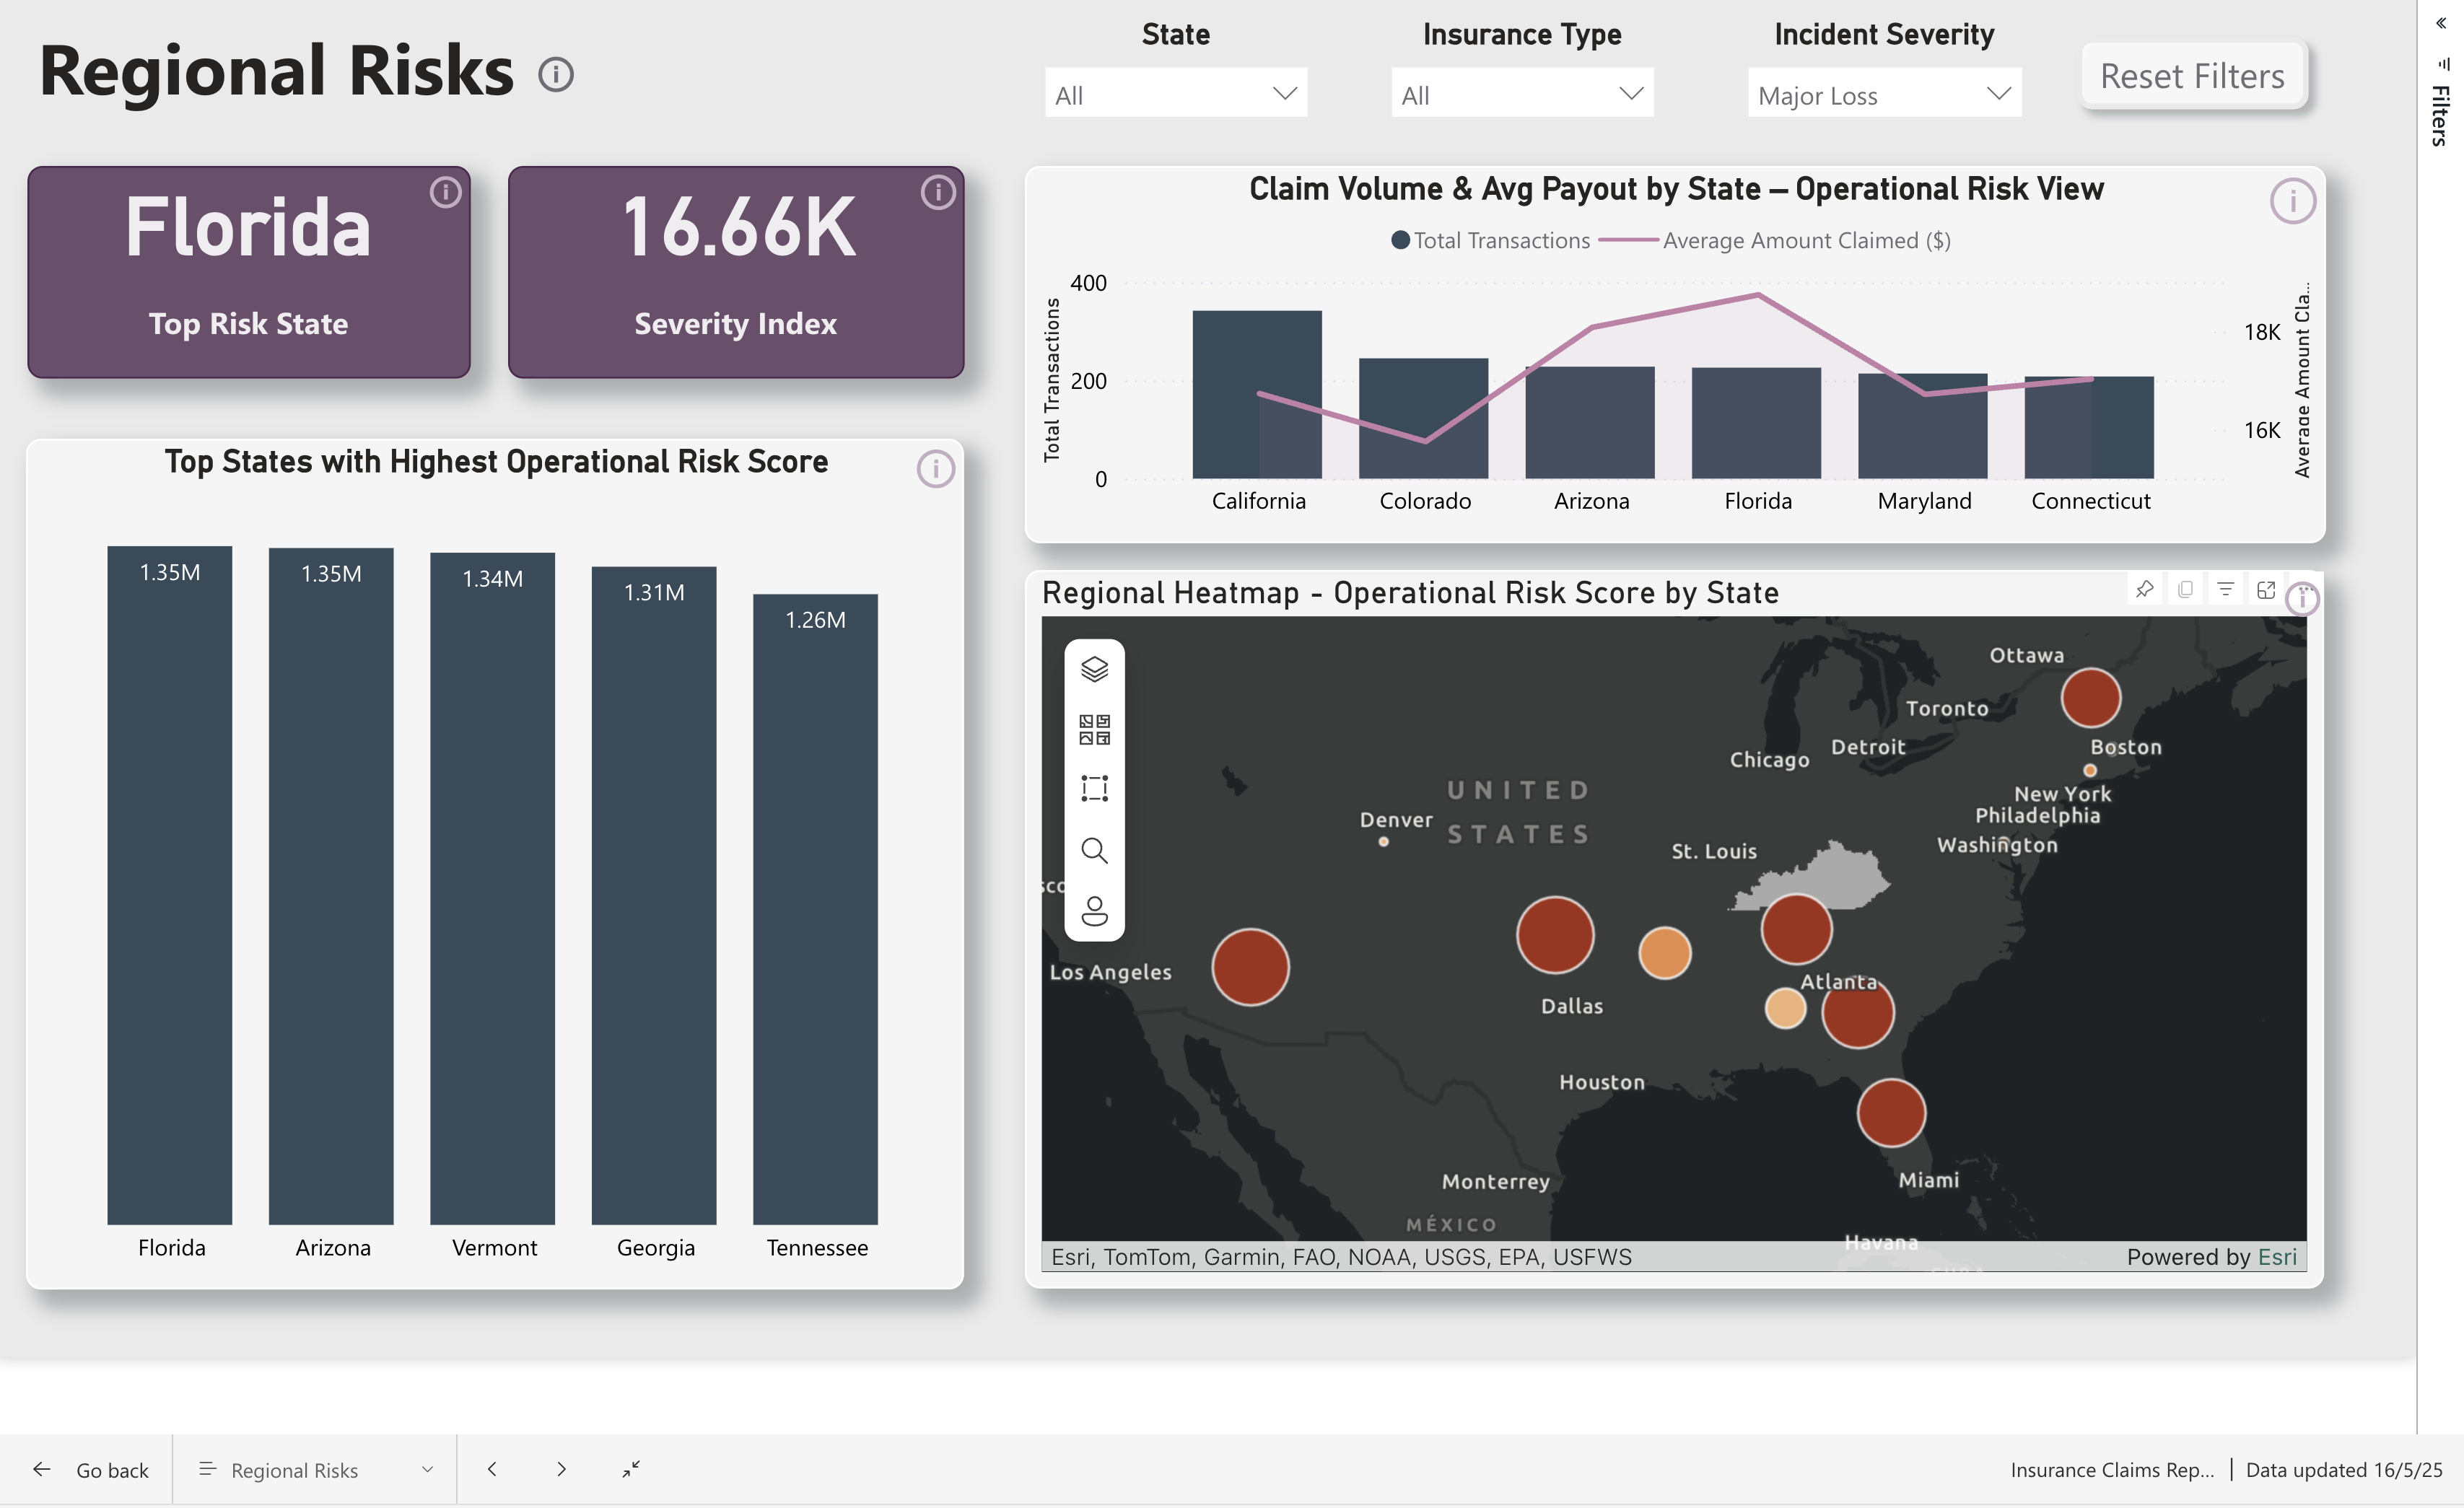 Regional Risks
State
All
Insurance Type
All
Incident Severity
Major Loss
Reset Filters
Filters
Florida
Top Risk State
16.66K
Severity Index
Claim Volume & Avg Payout by State – Operational Risk View
Total Transactions
Average Amount Claimed ($)
Total Transactions
400
200
0
18K
16K
Average Amount Cla...
California
Colorado
Arizona
Florida
Maryland
Connecticut
Top States with Highest Operational Risk Score
1.35M
1.35M
1.34M
1.31M
1.26M
Florida
Arizona
Vermont
Georgia
Tennessee
Regional Heatmap - Operational Risk Score by State
Ottawa
Toronto
Boston
Chicago
Detroit
UNITED
STATES
New York
Philadelphia
Denver
Washington
St. Louis
sco
Los Angeles
Atlanta
Dallas
Houston
Monterrey
Miami
MÉXICO
Havana
Esri, TomTom, Garmin, FAO, NOAA, USGS, EPA, USFWS
Powered by Esri
Go back
Regional Risks
Insurance Claims Rep... | Data updated 16/5/25